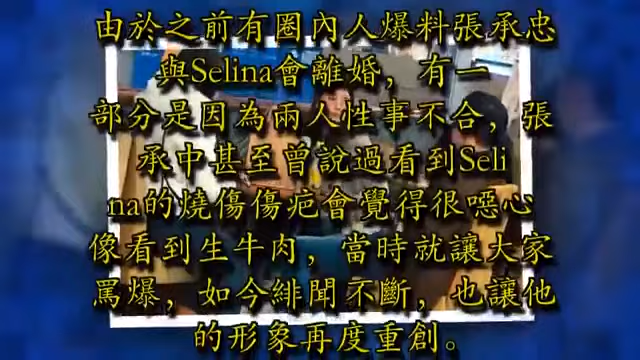 由於之前有圈內人爆料張承忠
與Selina會離婚，有一
部分是因為兩人性事不合，張
承中甚至曾說過看到Seli
na的燒傷傷疤會覺得很噁心
像看到生牛肉，當時就讓大家
罵爆，如今緋聞不斷，也讓他
的形象再度重創。